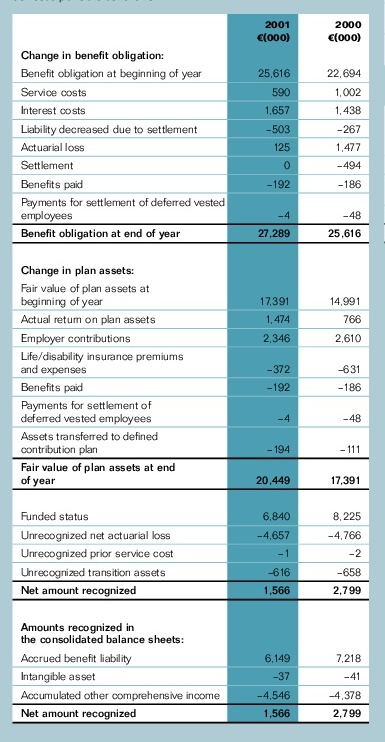 2001 2000
€(000) €(000)
Change in benefit obligation:
Benefit obligation at beginning of year 25,616 22,694
Service costs 590 1,002
Interest costs 1,657 1,438
Liability decreased due to settlement –503 –267
Actuarial loss 125 1,477
Settlement 0 –494
Benefits paid –192 –186
Payments for settlement of deferred vested
employees –4 –48
Benefit obligation at end of year 27,289 25,616
Change in plan assets:
Fair value of plan assets at
beginning of year 17,391 14,991
Actual return on plan assets 1,474 766
Employer contributions 2,346 2,610
Life/disability insurance premiums
and expenses –372 –631
Benefits paid –192 –186
Payments for settlement of
deferred vested employees –4 –48
Assets transferred to defined
contribution plan –194 –111
Fair value of plan assets at end
of year 20,449 17,391
Funded status 6,840 8,225
Unrecognized net actuarial loss –4,657 –4,766
Unrecognized prior service cost –1 –2
Unrecognized transition assets –616 –658
Net amount recognized 1,566 2,799
Amounts recognized in
the consolidated balance sheets:
Accrued benefit liability 6,149 7,218
Intangible asset –37 –41
Accumulated other comprehensive income –4,546 –4,378
Net amount recognized 1,566 2,799